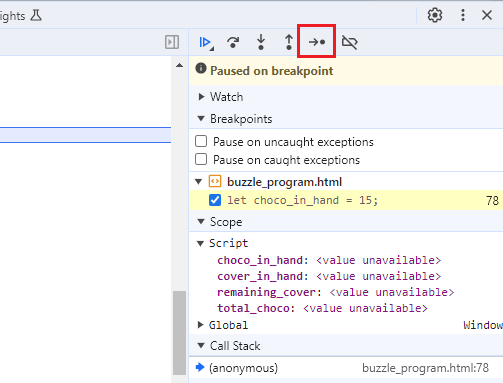 ights
Paused on breakpoint
Watch
Breakpoints
Pause on uncaught exceptions
Pause on caught exceptions
buzzle_program.html
let choco_in_hand = 15; 78
Scope
Script
choco_in_hand: <value unavailable>
cover_in_hand: <value unavailable>
remaining_cover: <value unavailable>
total_choco: <value unavailable>
Global Window
Call Stack
(anonymous) buzzle_program.html:78